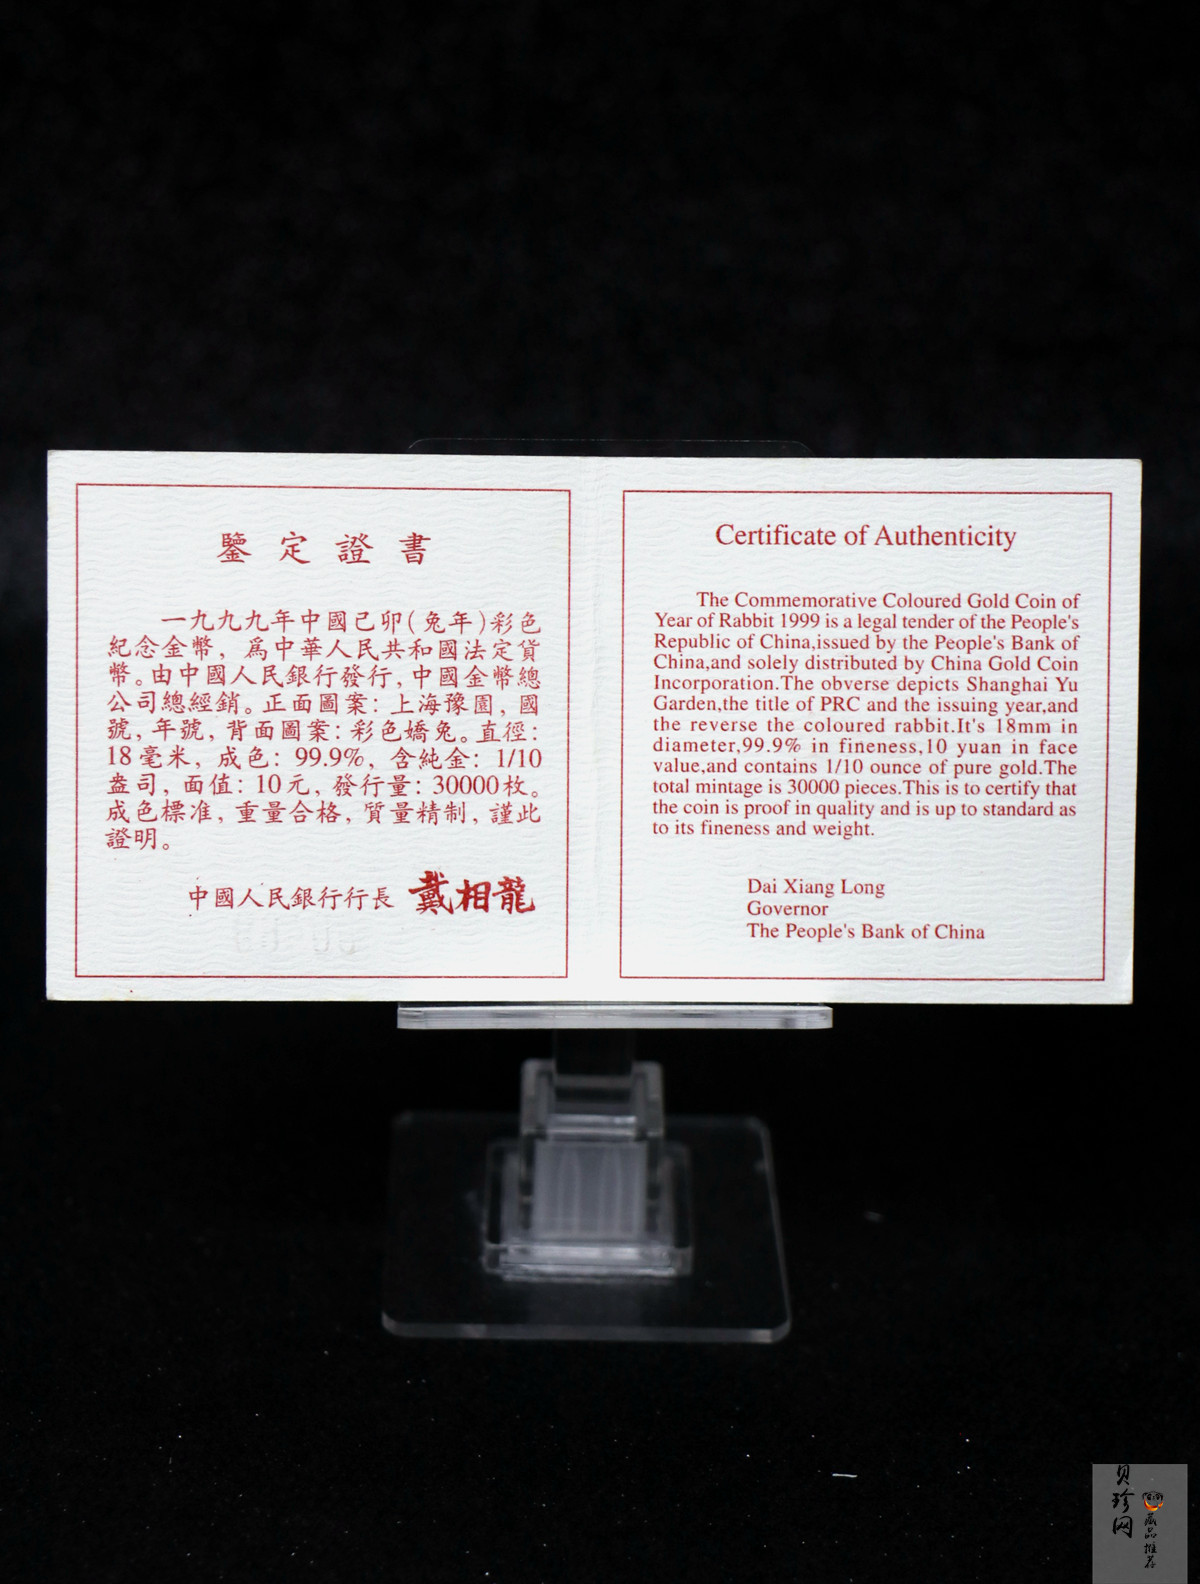 鑒定證書
一九九九年中國己卯(兔年)彩色
紀念金幣，爲中華人民共和國法定貨
幣。由中國人民銀行發行，中國金幣總
公司總經銷。正面圖案：上海豫園，國
號，年號，背面圖案：彩色嬌兔。直徑：
18毫米，成色：99.9%，含純金：1/10
盎司，面值：10元，發行量：30000枚。
成色標准，重量合格，質量精制，謹此
證明。
中國人民銀行行長 戴相龍
Certificate of Authenticity
The Commemorative Coloured Gold Coin of
Year of Rabbit 1999 is a legal tender of the People's
Republic of China,issued by the People's Bank of
China,and solely distributed by China Gold Coin
Incorporation.The obverse depicts Shanghai Yu
Garden,the title of PRC and the issuing year,and
the reverse the coloured rabbit.It's 18mm in
diameter,99.9% in fineness,10 yuan in face
value,and contains 1/10 ounce of pure gold.The
total mintage is 30000 pieces.This is to certify that
the coin is proof in quality and is up to standard as
to its fineness and weight.
Dai Xiang Long
Governor
The People's Bank of China
贝珍网
藏品推荐